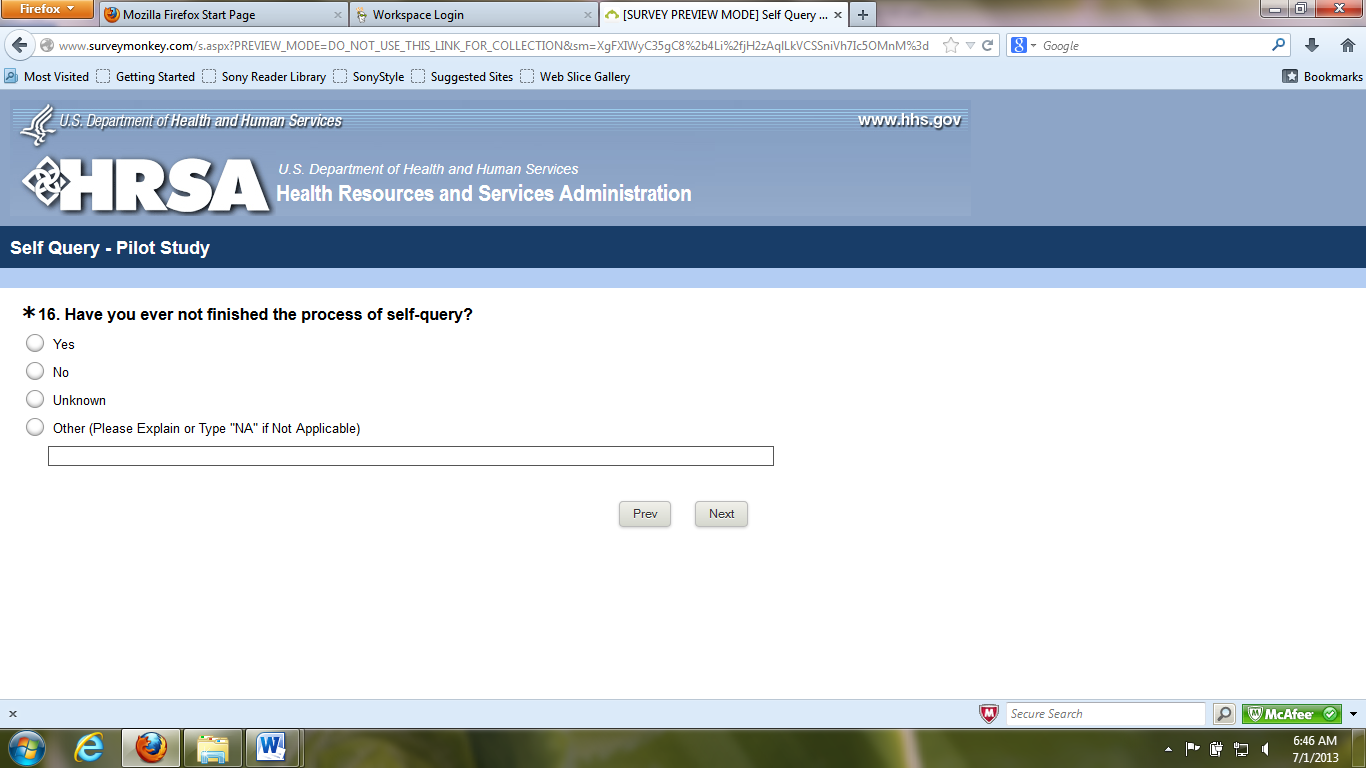 Firefox
Mozilla Firefox Start Page
Workspace Login
[SURVEY PREVIEW MODE] Self Query ...
www.surveymonkey.com/s.aspx?PREVIEW_MODE=DO_NOT_USE_THIS_LINK_FOR_COLLECTION&sm=XgFXIWyC35gC8%2b4Li%2fjH2zAqILkVCSSniVh7Ic5OMnM%3d
Google
Most Visited Getting Started Sony Reader Library SonyStyle Suggested Sites Web Slice Gallery Bookmarks
U.S. Department of Health and Human Services
www.hhs.gov
HRSA
U.S. Department of Health and Human Services
Health Resources and Services Administration
Self Query - Pilot Study
*16. Have you ever not finished the process of self-query?
Yes
No
Unknown
Other (Please Explain or Type "NA" if Not Applicable)
Prev Next
x
Secure Search
McAfee
6:46 AM
7/1/2013